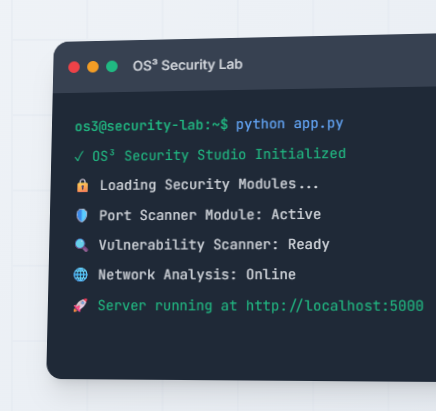 OS³ Security Lab
os3@security-lab:~$ python app.py
✓ OS³ Security Studio Initialized
🔒 Loading Security Modules...
🛡️ Port Scanner Module: Active
🔍 Vulnerability Scanner: Ready
🌐 Network Analysis: Online
🚀 Server running at http://localhost:5000